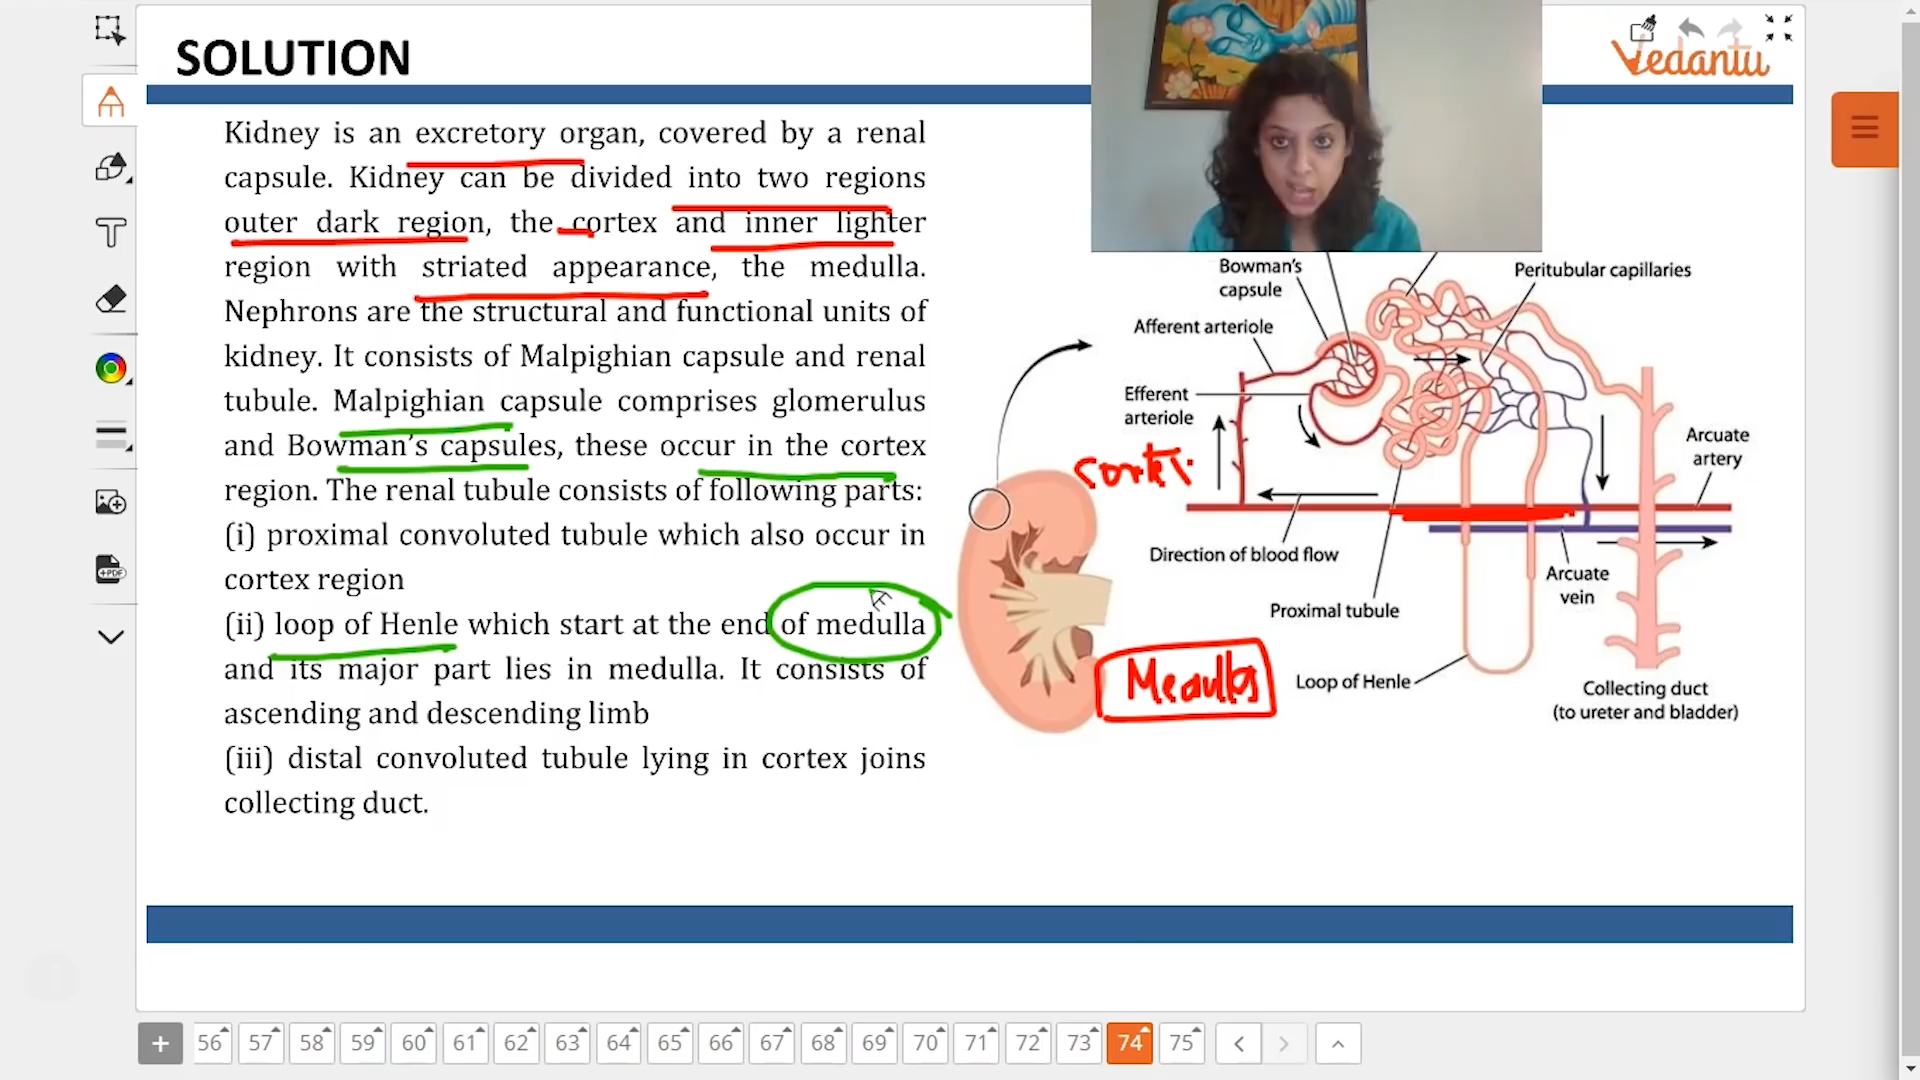 SOLUTION
Vedantu
Kidney is an excretory organ, covered by a renal
capsule. Kidney can be divided into two regions
outer dark region, the cortex and inner lighter
region with striated appearance, the medulla.
Nephrons are the structural and functional units of
kidney. It consists of Malpighian capsule and renal
tubule. Malpighian capsule comprises glomerulus
and Bowman's capsules, these occur in the cortex
region. The renal tubule consists of following parts:
(i) proximal convoluted tubule which also occur in
cortex region
(ii) loop of Henle which start at the end of medulla
and its major part lies in medulla. It consists of
ascending and descending limb
(iii) distal convoluted tubule lying in cortex joins
collecting duct.
Bowman's
capsule
Peritubular capillaries
Afferent arteriole
Efferent
arteriole
Arcuate
artery
Direction of blood flow
Arcuate
vein
Proximal tubule
Loop of Henle
Collecting duct
(to ureter and bladder)
+PDF
+ 56 57 58 59 60 61 62 63 64 65 66 67 68 69 70 71 72 73 74 75